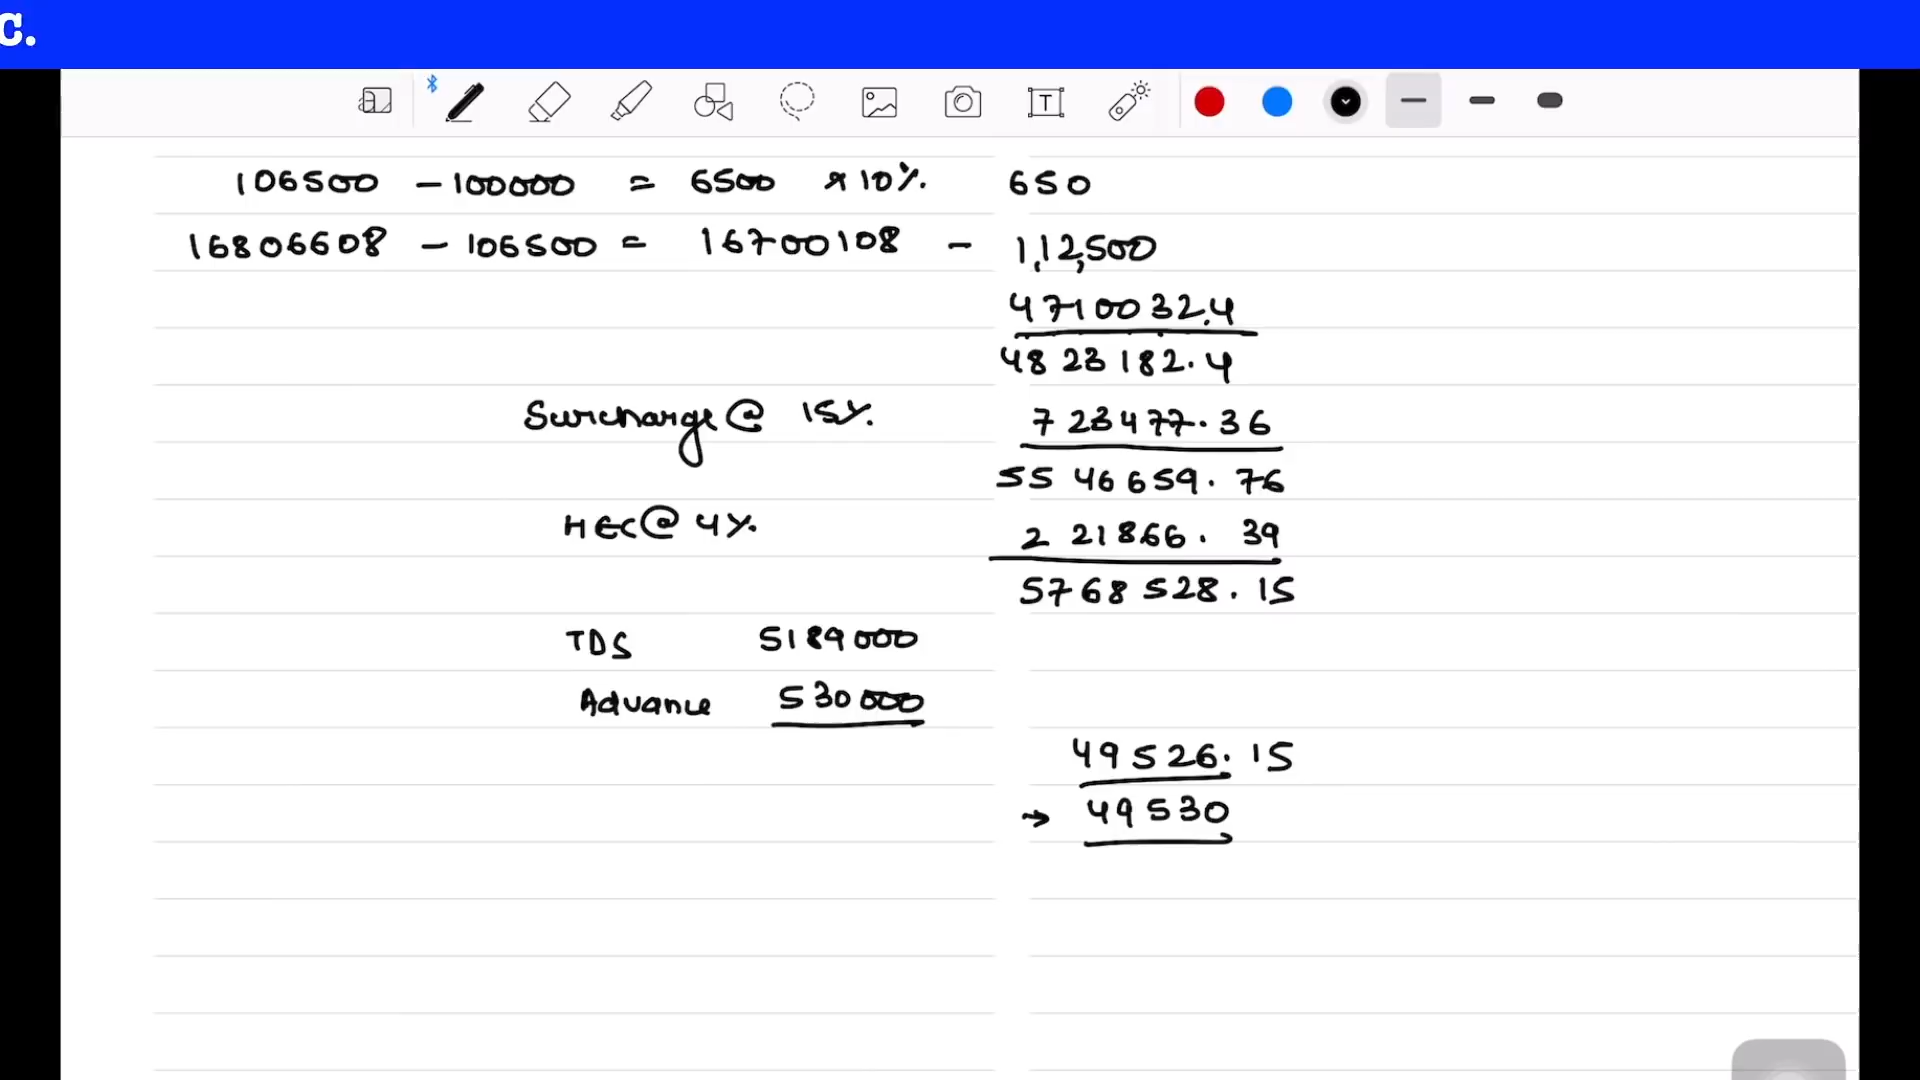 c.
T
106500 - 100000 = 6500 × 10%. 650
16806608 - 106500 = 16700108 - 1,12,500
4710032.4
4823182.4
Surcharge @ 15%. 723477.36
5546659.76
HEC @ 4%. 221866.39
5768528.15
TDS 5189000
Advance 530000
49526.15
→ 49530